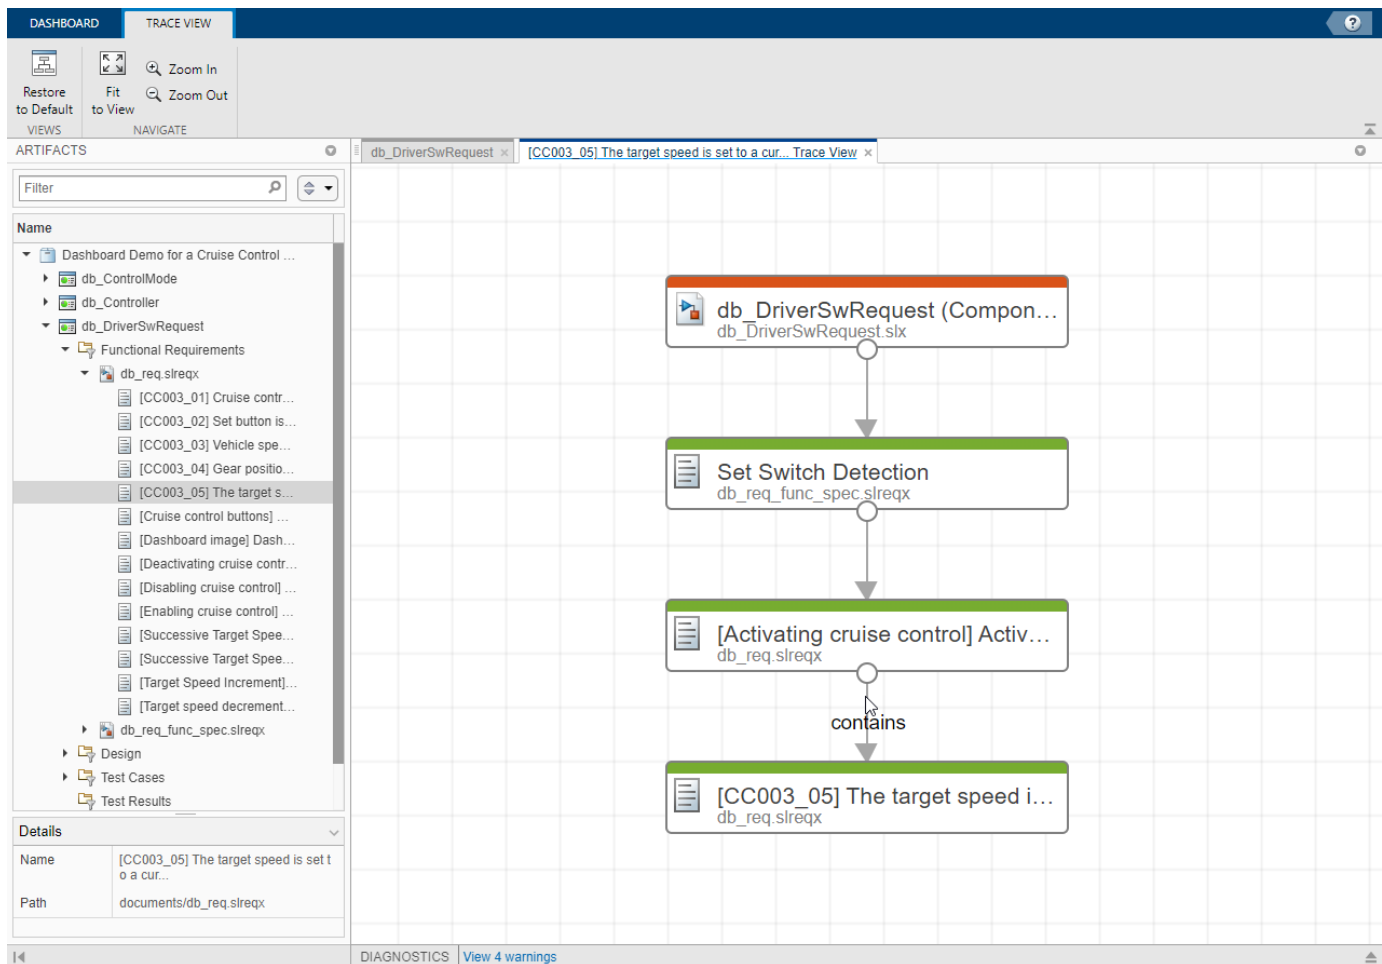 DASHBOARD
TRACE VIEW
?
Restore
to Default
Fit
to View
Zoom In
Zoom Out
VIEWS
NAVIGATE
ARTIFACTS
Filter
Name
Dashboard Demo for a Cruise Control ...
db_ControlMode
db_Controller
db_DriverSwRequest
Functional Requirements
db_req.slreqx
[CC003_01] Cruise contr...
[CC003_02] Set button is...
[CC003_03] Vehicle spe...
[CC003_04] Gear positio...
[CC003_05] The target s...
[Cruise control buttons] ...
[Dashboard image] Dash...
[Deactivating cruise contr...
[Disabling cruise control] ...
[Enabling cruise control] ...
[Successive Target Spee...
[Successive Target Spee...
[Target Speed Increment]...
[Target speed decrement...
db_req_func_spec.slreqx
Design
Test Cases
Test Results
Details
Name
[CC003_05] The target speed is set t
o a cur...
Path
documents/db_req.slreqx
db_DriverSwRequest
[CC003_05] The target speed is set to a cur... Trace View
db_DriverSwRequest (Compon...
db_DriverSwRequest.slx
Set Switch Detection
db_req_func_spec.slreqx
[Activating cruise control] Activ...
db_req.slreqx
contains
[CC003_05] The target speed i...
db_req.slreqx
DIAGNOSTICS
View 4 warnings